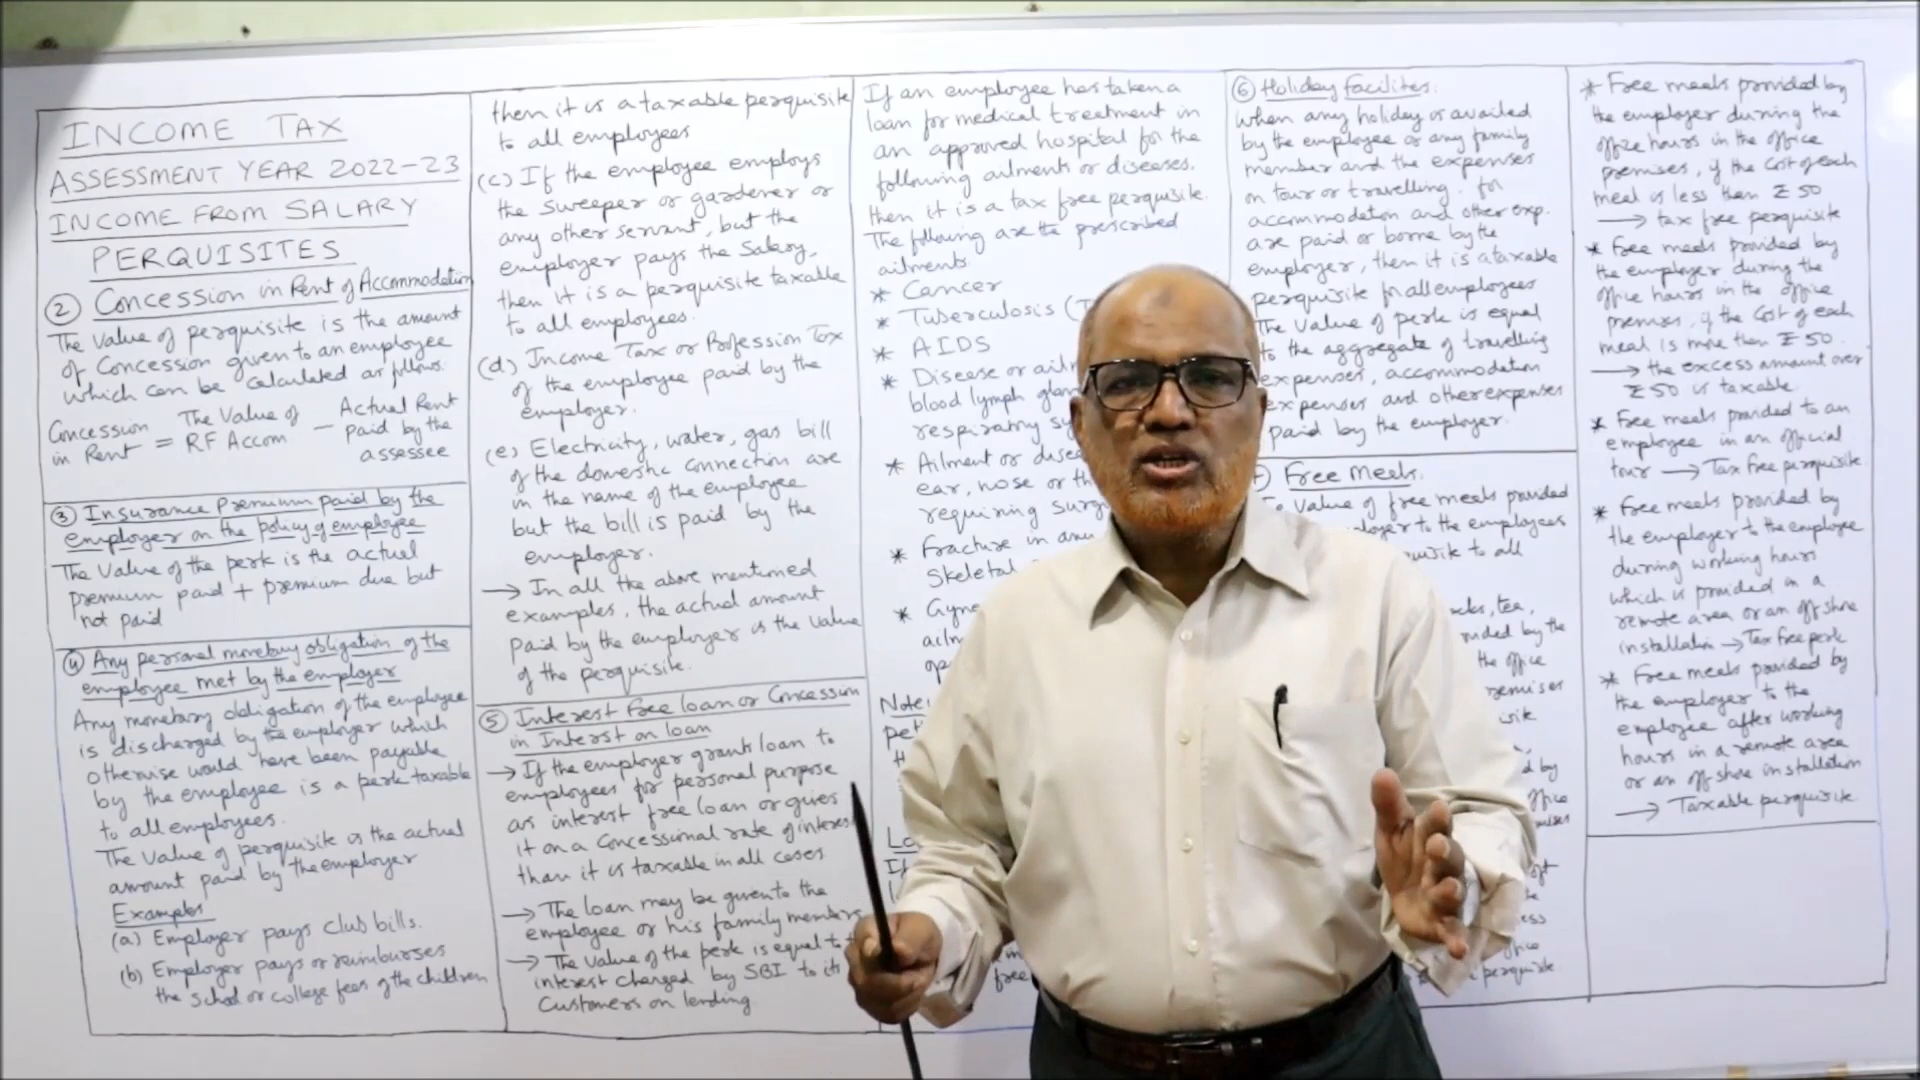 INCOME TAX
ASSESSMENT YEAR 2022-23
INCOME FROM SALARY
PERQUISITES
② Concession in Rent of Accommodation
The Value of perquisite is the amount
of Concession given to an employee
which can be calculated as follows.
Concession in Rent = The Value of RF Accom - Actual Rent paid by the assessee
③ Insurance Premium paid by the
employer on the policy of employee
The Value of the perk is the actual
premium paid + premium due but
not paid
④ Any personal monetary obligation of the
employee met by the employer
Any monetary obligation of the employee
is discharged by the employer which
otherwise would have been payable
by the employee is a perk taxable
to all employees.
The value of perquisite is the actual
amount paid by the employer
Examples
(a) Employer pays club bills.
(b) Employer pays or reimburses
the School or College fees of the children
then it is a taxable perquisite
to all employees
(c) If the employee employs
the sweeper or gardener or
any other servant, but the
employer pays the Salary,
then it is a perquisite taxable
to all employees.
(d) Income Tax or Profession Tax
of the employee paid by the
employer.
(e) Electricity, water, gas bill
of the domestic connection are
in the name of the employee
but the bill is paid by the
employer.
→ In all the above mentioned
examples, the actual amount
paid by the employer is the value
of the perquisite.
⑤ Interest free loan or Concession
in Interst on loan
→ If the employer grants loan to
employees for personal purpose
as interest free loan or gives
it on a Concessional rate of interest
than it is taxable in all cases.
→ The loan may be given to the
employee or his family members
→ The value of the perk is equal to
interest charged by SBI to its
Customers on lending
If an employee has taken a
loan for medical treatment in
an approved hospital for the
following ailments or diseases.
then it is a tax free perquisite.
The following are the prescribed
ailments
* Cancer
* Tuberculosis (T
* AIDS
* Disease or
blood lymph
respiratory
* Ailment or
ear, nose or
requiring
* Fracture in
Skeletal
*
Note:
⑥ Holiday facilites.
when any holiday is availed
by the employee or any family
member and the expenses
on tour or travelling. for
accommodation and other exp.
are paid or borne by the
employer, then it is a taxable
perquisite for all employees
The Value of perk is equal
to the aggregate of travelling
expenses, accommodation
expenses and other expenses
paid by the employer.
Free Meals.
Value of free meals provided
to the employees
to all
tea,
by the
the office
by
perquisite
* Free meals provided by
the employer during the
office hours in the office
premises, if the Cost of each
meal is less than ₹ 50
→ tax free perquisite
* Free meals provided by
the employer during the
office hours in the office
premises, if the Cost of each
meal is more than ₹ 50.
→ the excess amount over
₹ 50 is taxable.
* Free meals provided to an
employee in an official
tour → Tax free perquisite.
* Free meals provided by
the employer to the employee
during working hours
which is provided in a
remote area or an off shore
installation → Tax free perk
* Free meals provided by
the employer to the
employee after working
hours in a remote area
or an off shore installation
→ Taxable perquisite.